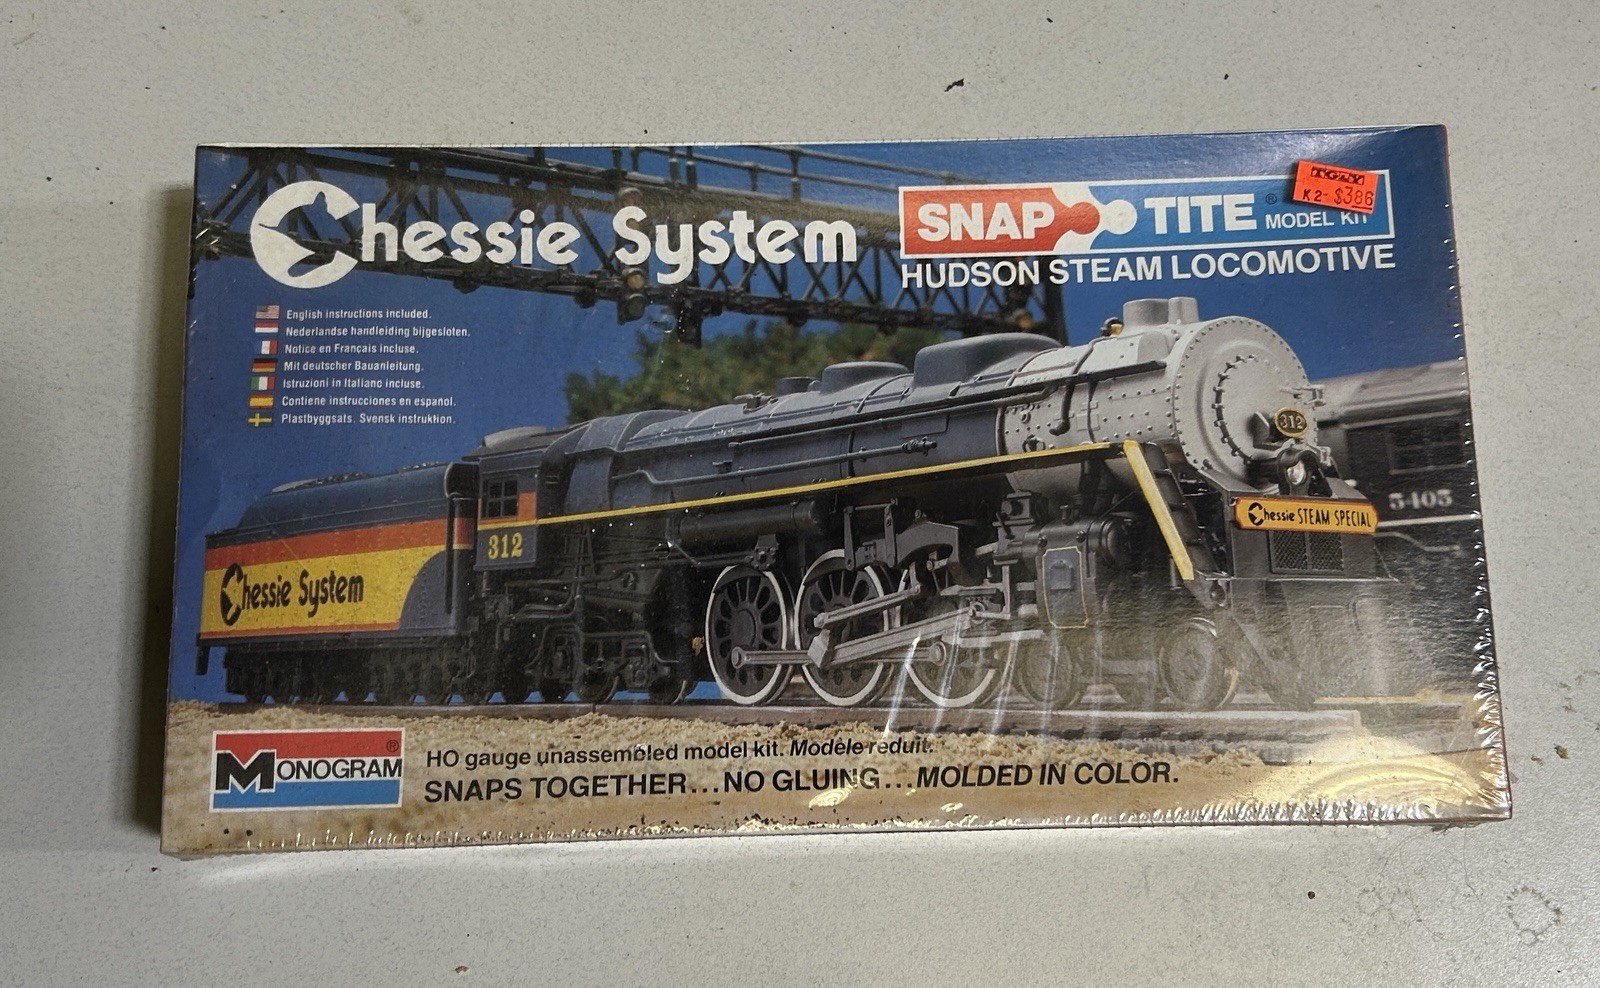 Chessie System
SNAP TITE ® MODEL KIT
TG&Y
K2- $386
HUDSON STEAM LOCOMOTIVE
English instructions included.
Nederlandse handleiding bijgesloten.
Notice en Français incluse.
Mit deutscher Bauanleitung.
Istruzioni in Italiano incluse.
Contiene instrucciones en espanol.
Plastbyggsats. Svensk instruktion.
312
5405
Chessie STEAM SPECIAL
312
Chessie System
MONOGRAM ®
HO gauge unassembled model kit. Modèle reduit.
SNAPS TOGETHER...NO GLUING...MOLDED IN COLOR.